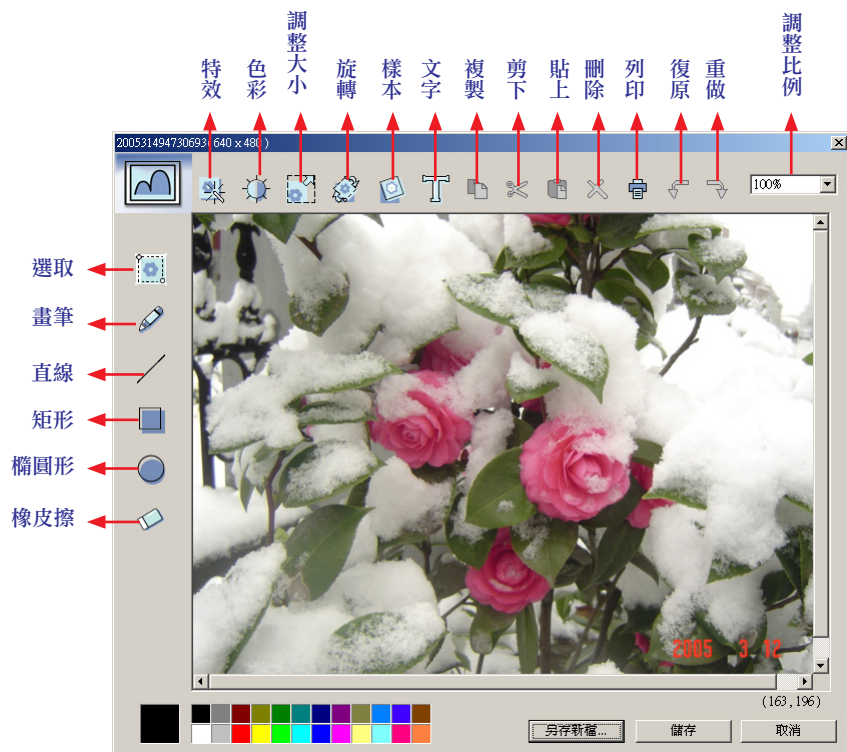 特效
色彩
調整大小
旋轉
樣本
文字
複製
剪下
貼上
刪除
列印
復原
重做
調整比例
200531494730693( 640 x 480 )
100%
選取
畫筆
直線
矩形
橢圓形
橡皮擦
2005 3 12
(163,196)
另存新檔...
儲存
取消